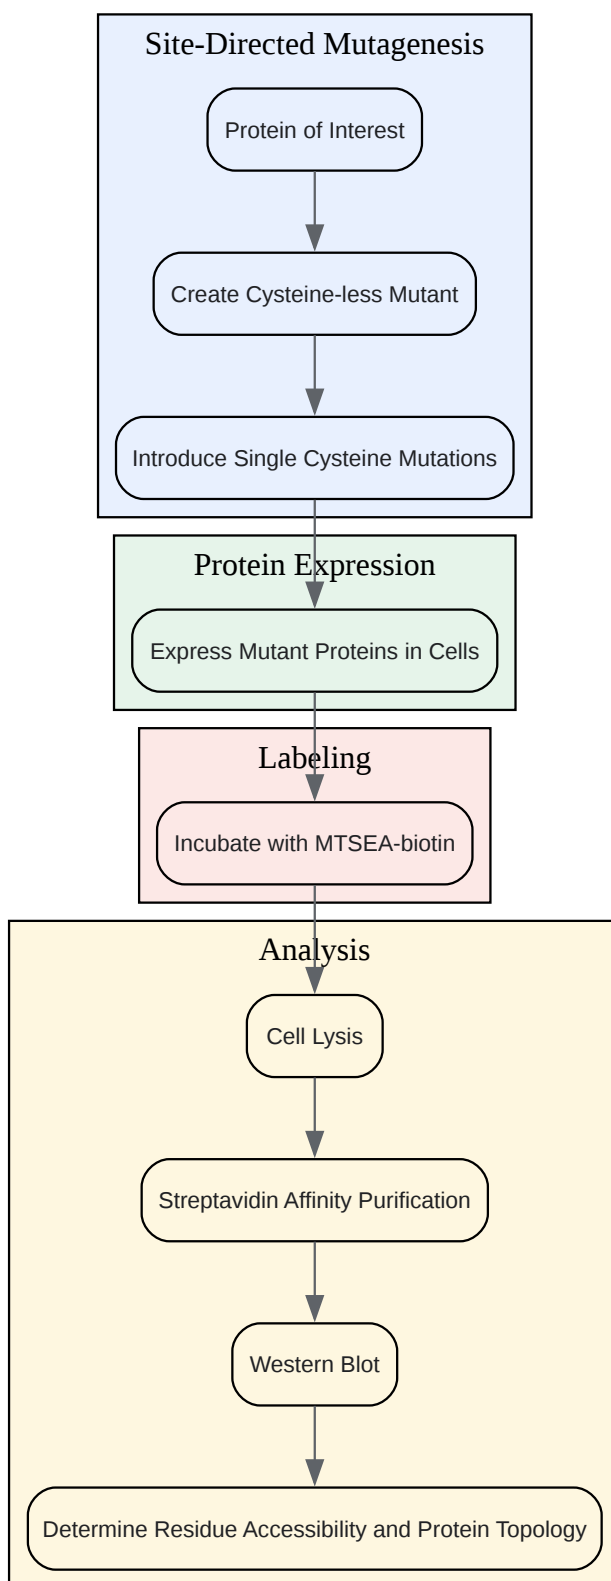 Site-Directed Mutagenesis
Protein of Interest
Create Cysteine-less Mutant
Introduce Single Cysteine Mutations
Protein Expression
Express Mutant Proteins in Cells
Labeling
Incubate with MTSEA-biotin
Analysis
Cell Lysis
Streptavidin Affinity Purification
Western Blot
Determine Residue Accessibility and Protein Topology